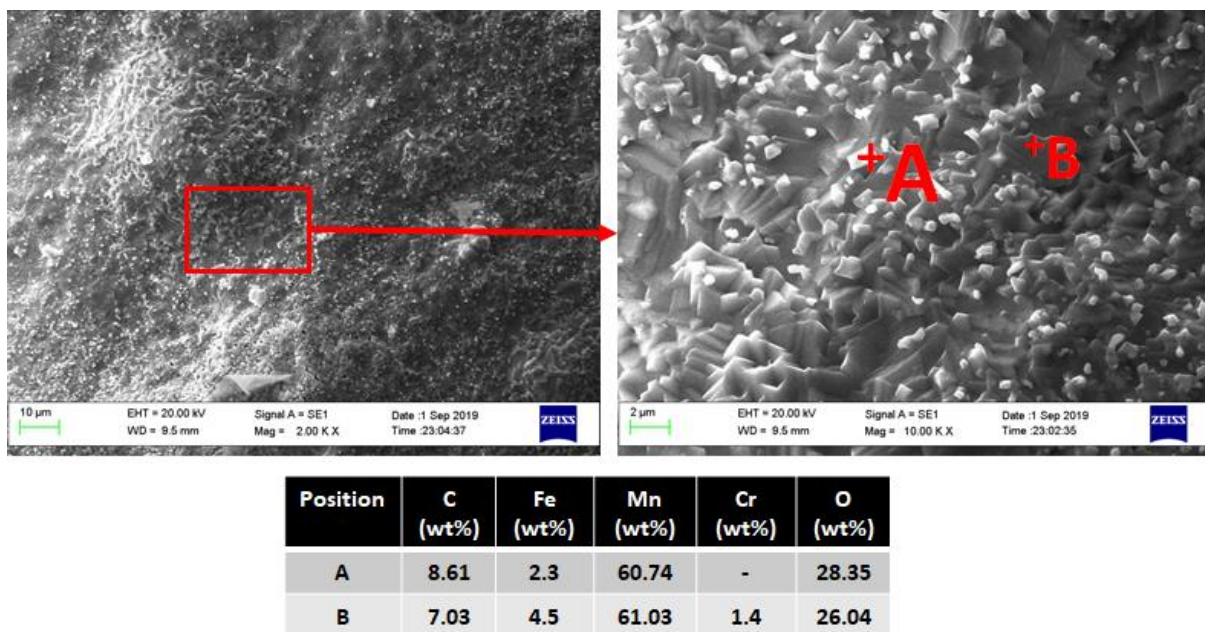 +A
+B
10 µm
EHT = 20.00 kV Signal A = SE1 Date :1 Sep 2019
WD = 9.5 mm Mag = 2.00 K X Time :23:04:37
ZEISS
2 µm
EHT = 20.00 kV Signal A = SE1 Date :1 Sep 2019
WD = 9.5 mm Mag = 10.00 K X Time :23:02:35
ZEISS
Position C (wt%) Fe (wt%) Mn (wt%) Cr (wt%) O (wt%)
A 8.61 2.3 60.74 - 28.35
B 7.03 4.5 61.03 1.4 26.04